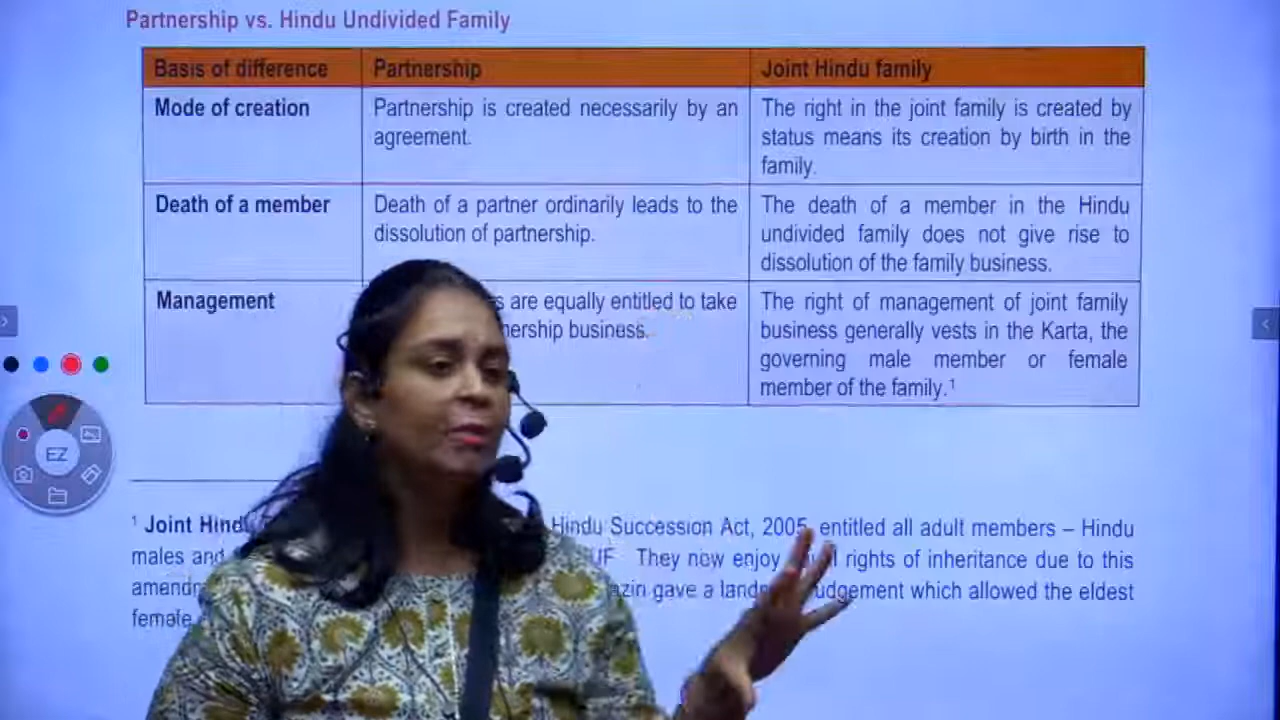 Partnership vs. Hindu Undivided Family
Basis of difference Partnership Joint Hindu family
Mode of creation
Partnership is created necessarily by an
agreement.
The right in the joint family is created by
status means its creation by birth in the
family.
Death of a member
Death of a partner ordinarily leads to the
dissolution of partnership.
The death of a member in the Hindu
undivided family does not give rise to
dissolution of the family business.
Management
are equally entitled to take
business.
The right of management of joint family
business generally vests in the Karta, the
governing male member or female
member of the family.1
EZ
1 Joint Hindu Succession Act, 2005, entitled all adult members – Hindu
males and They now enjoy rights of inheritance due to this
gave a judgement which allowed the eldest
female